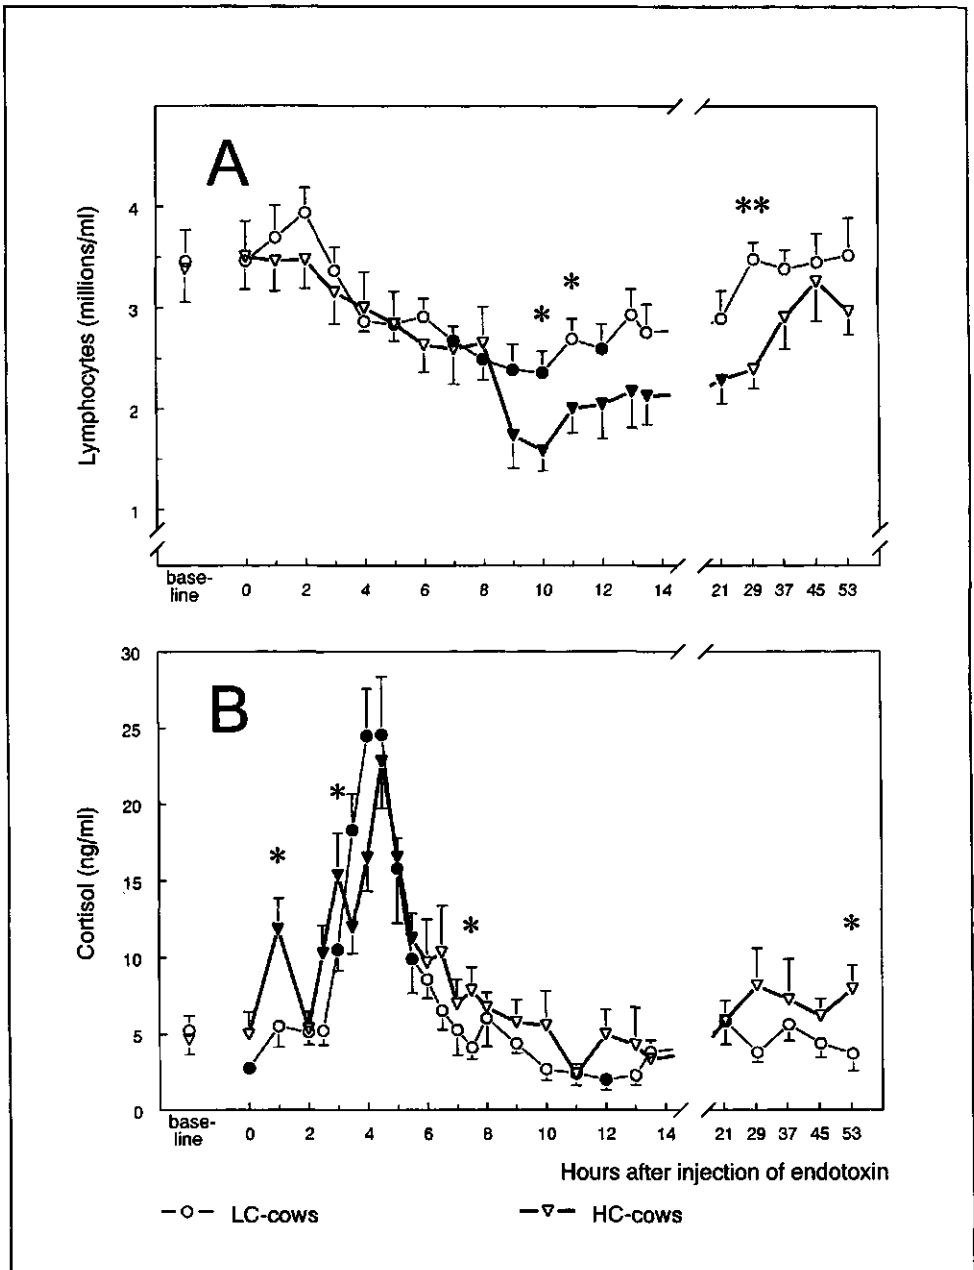 A
Lymphocytes (millions/ml)
4
3
2
1
*
*
**
base-
line
0 2 4 6 8 10 12 14 21 29 37 45 53
B
Cortisol (ng/ml)
30
25
20
15
10
5
0
*
*
*
*
base-
line
0 2 4 6 8 10 12 14 21 29 37 45 53
Hours after injection of endotoxin
LC-cows HC-cows